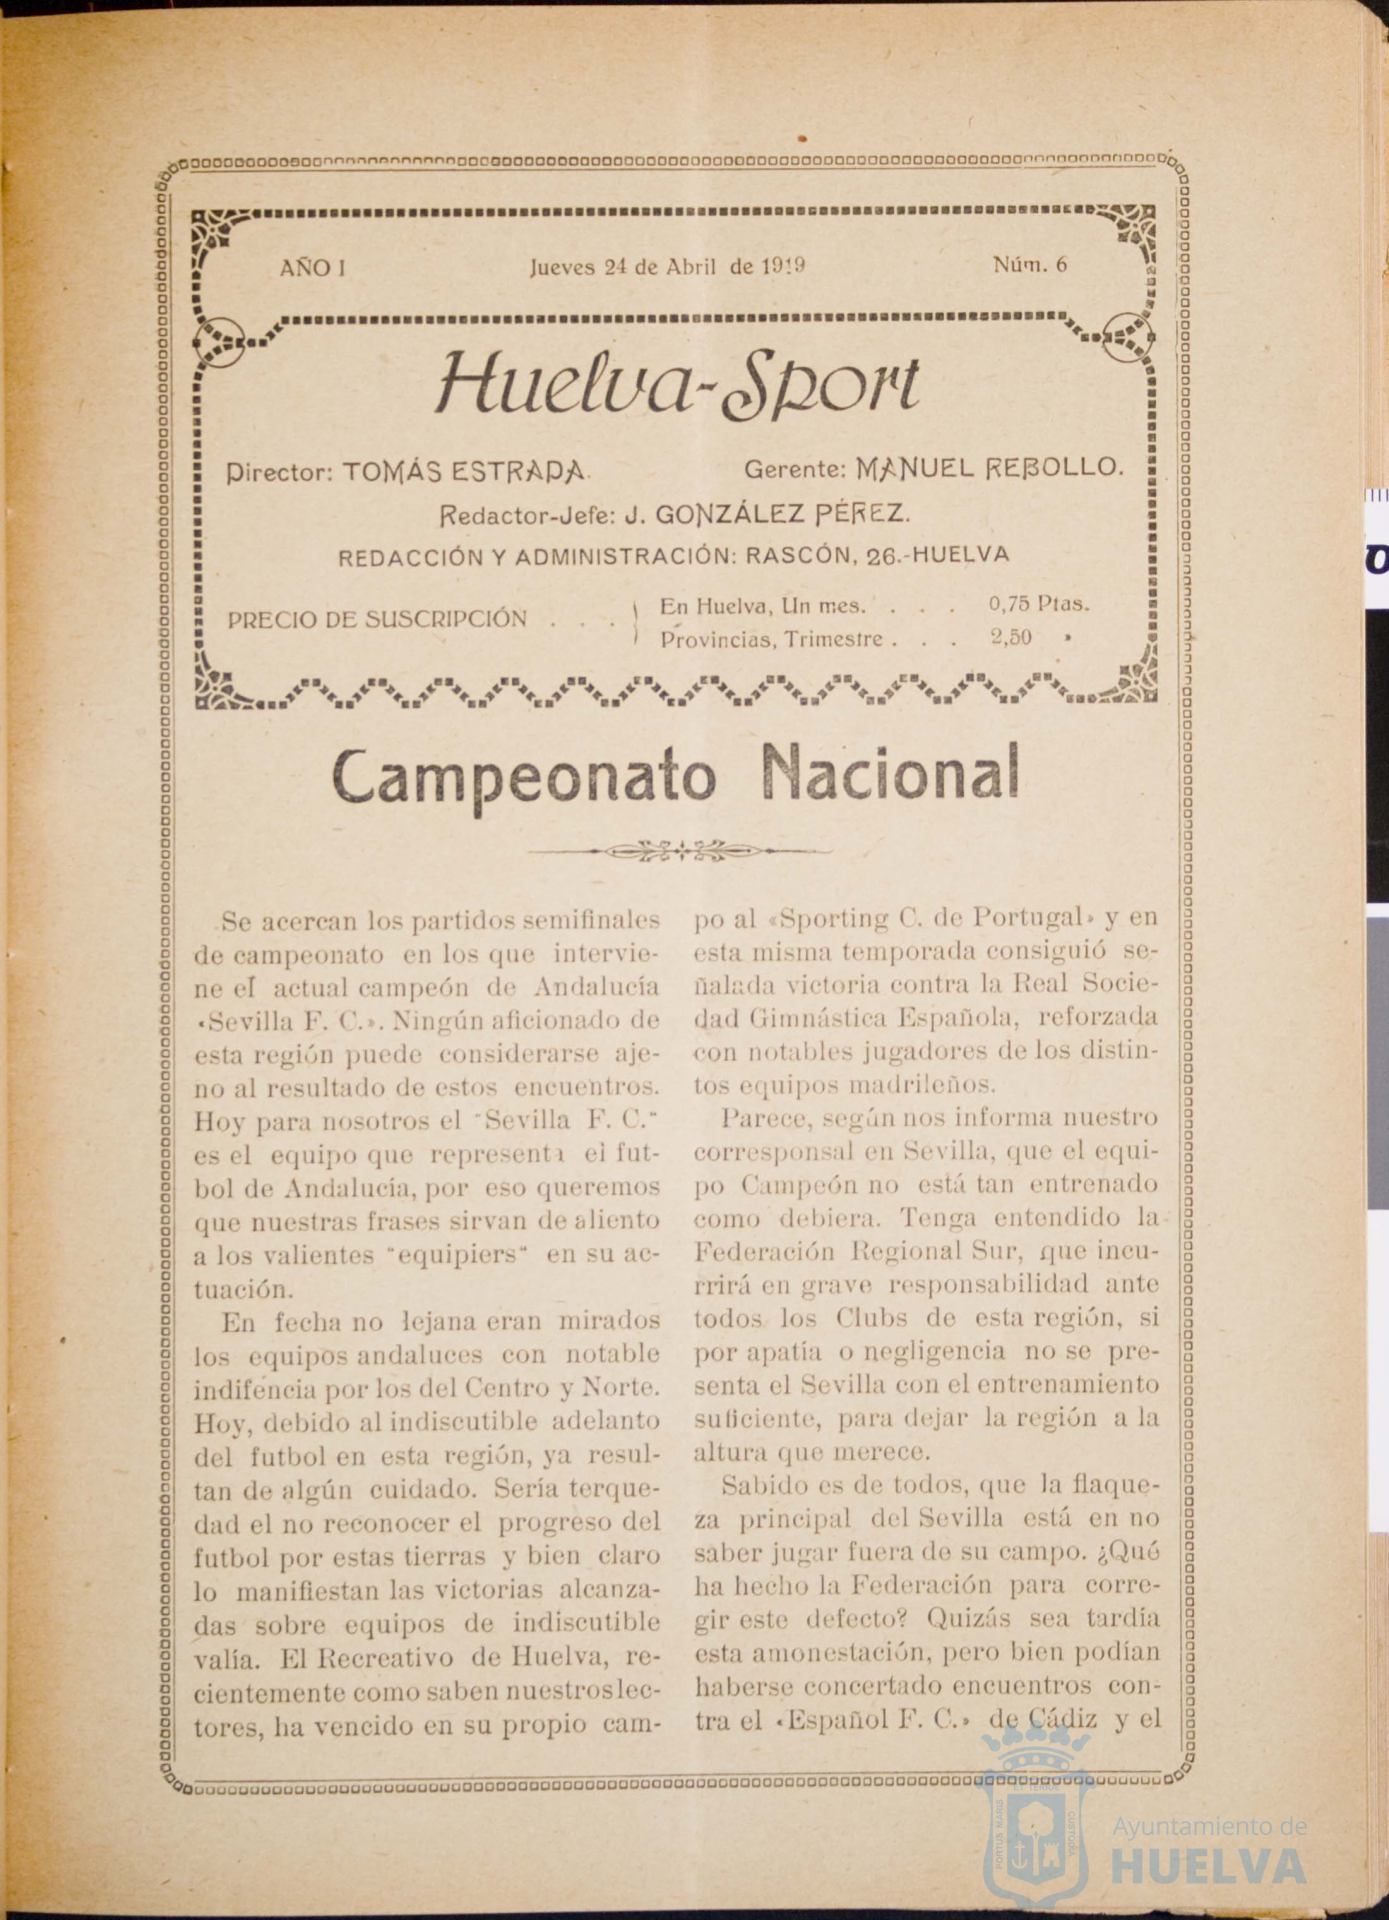 AÑO I
Jueves 24 de Abril de 1919
Núm. 6
Huelva-Sport
Director: TOMÁS ESTRADA.
Gerente: MANUEL REBOLLO.
Redactor-Jefe: J. GONZÁLEZ PÉREZ.
REDACCIÓN Y ADMINISTRACIÓN: RASCÓN, 26.-HUELVA
PRECIO DE SUSCRIPCIÓN . . .
En Huelva, Un mes. . . . 0,75 Ptas.
Provincias, Trimestre . . . 2,50 »
Campeonato Nacional
Se acercan los partidos semifinales
de campeonato en los que intervie-
ne el actual campeón de Andalucía
«Sevilla F. C.». Ningún aficionado de
esta región puede considerarse aje-
no al resultado de estos encuentros.
Hoy para nosotros el "Sevilla F. C."
es el equipo que representa el fut-
bol de Andalucía, por eso queremos
que nuestras frases sirvan de aliento
a los valientes "equipiers" en su ac-
tuación.
En fecha no lejana eran mirados
los equipos andaluces con notable
indifencia por los del Centro y Norte.
Hoy, debido al indiscutible adelanto
del futbol en esta región, ya resul-
tan de algún cuidado. Sería terque-
dad el no reconocer el progreso del
futbol por estas tierras y bien claro
lo manifiestan las victorias alcanza-
das sobre equipos de indiscutible
valía. El Recreativo de Huelva, re-
cientemente como saben nuestros lec-
tores, ha vencido en su propio cam-
po al «Sporting C. de Portugal» y en
esta misma temporada consiguió se-
ñalada victoria contra la Real Socie-
dad Gimnástica Española, reforzada
con notables jugadores de los distin-
tos equipos madrileños.
Parece, según nos informa nuestro
corresponsal en Sevilla, que el equi-
po Campeón no está tan entrenado
como debiera. Tenga entendido la
Federación Regional Sur, que incu-
rrirá en grave responsabilidad ante
todos los Clubs de esta región, si
por apatía o negligencia no se pre-
senta el Sevilla con el entrenamiento
suficiente, para dejar la región a la
altura que merece.
Sabido es de todos, que la flaque-
za principal del Sevilla está en no
saber jugar fuera de su campo. ¿Qué
ha hecho la Federación para corre-
gir este defecto? Quizás sea tardía
esta amonestación, pero bien podían
haberse concertado encuentros con-
tra el «Español F. C.» de Cádiz y el
PORTUS MARIS
CUSTODIA
Ayuntamiento de
HUELVA